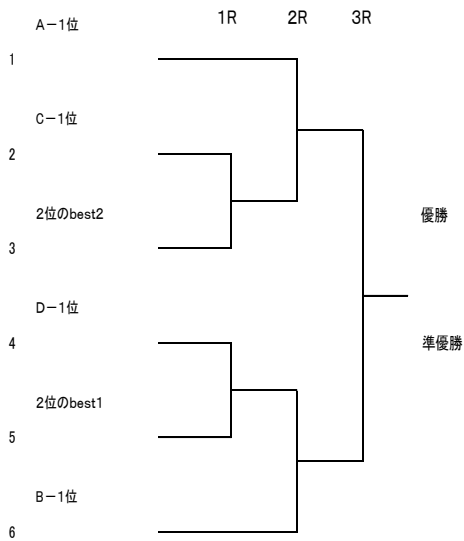 1R 2R 3R
A－1位
1
C－1位
2
2位のbest2
3
優勝
D－1位
4
準優勝
2位のbest1
5
B－1位
6